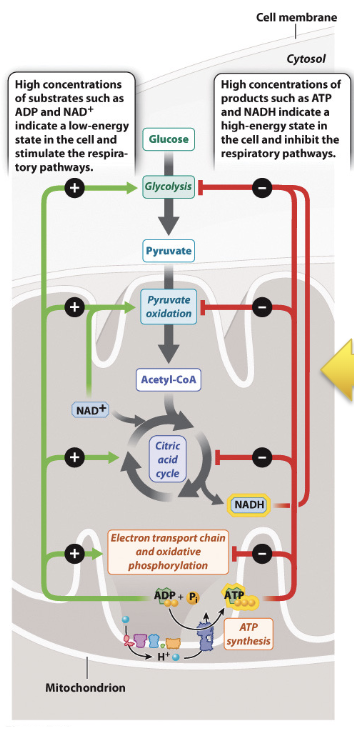 Cell membrane
Cytosol
High concentrations
of substrates such as
ADP and NAD⁺
indicate a low-energy
state in the cell and
stimulate the respira-
tory pathways.
High concentrations of
products such as ATP
and NADH indicate a
high-energy state in
the cell and inhibit the
respiratory pathways.
Glucose
+
Glycolysis
−
Pyruvate
+
Pyruvate
oxidation
−
Acetyl-CoA
NAD⁺
+
Citric
acid
cycle
−
NADH
+
Electron transport chain
and oxidative
phosphorylation
−
ADP + Pi
ATP
ATP
synthesis
H⁺
Mitochondrion